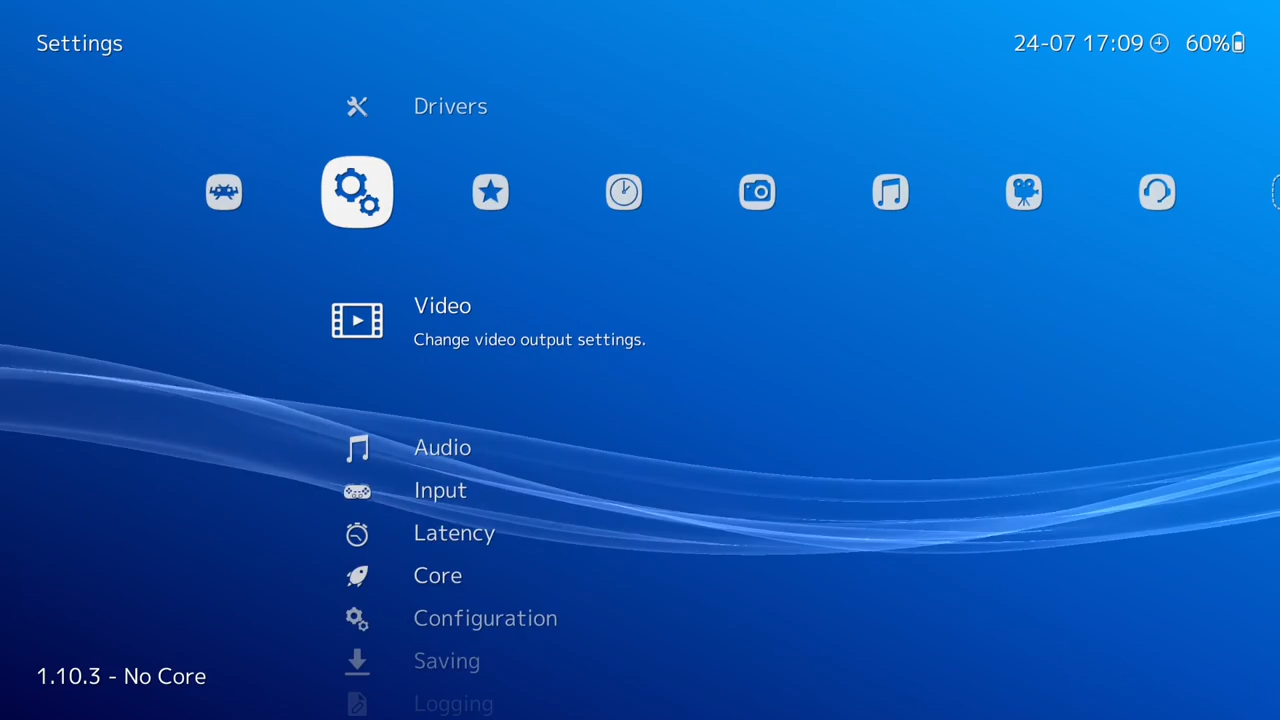 Settings
24-07 17:09 60%
Drivers
Video
Change video output settings.
Audio
Input
Latency
Core
Configuration
Saving
Logging
1.10.3 - No Core